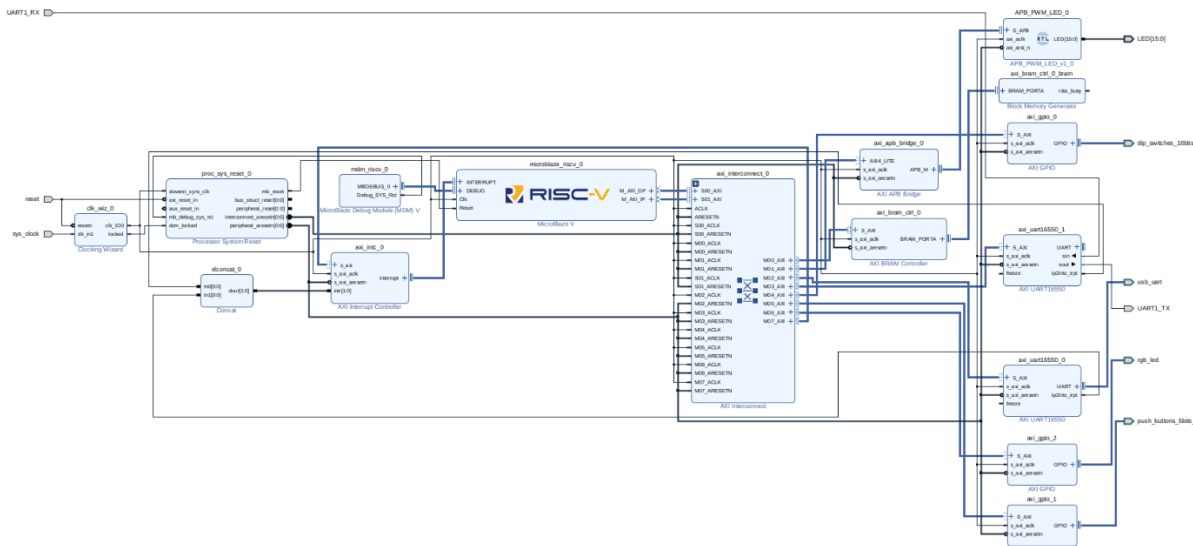 UART1_RX
reset
sys_clock
clk_wiz_0
resetn
clk_in1
clk_100
locked
Clocking Wizard
proc_sys_reset_0
slowest_sync_clk
ext_reset_in
aux_reset_in
mb_debug_sys_rst
dcm_locked
mb_reset
bus_struct_reset[0:0]
peripheral_reset[0:0]
interconnect_aresetn[0:0]
peripheral_aresetn[0:0]
Processor System Reset
xlconcat_0
In0[0:0]
In1[0:0]
dout[1:0]
Concat
mdm_riscv_0
MBDEBUG_0
Debug_SYS_Rst
MicroBlaze Debug Module (MDM) V
axi_intc_0
s_axi
s_axi_aclk
s_axi_aresetn
intr[1:0]
interrupt
AXI Interrupt Controller
microblaze_riscv_0
INTERRUPT
DEBUG
Clk
Reset
RISC-V
M_AXI_DP
M_AXI_IP
MicroBlaze V
axi_interconnect_0
S00_AXI
S01_AXI
ACLK
ARESETN
S00_ACLK
S00_ARESETN
M00_ACLK
M00_ARESETN
M01_ACLK
M01_ARESETN
S01_ACLK
S01_ARESETN
M02_ACLK
M02_ARESETN
M03_ACLK
M03_ARESETN
M04_ACLK
M04_ARESETN
M05_ACLK
M05_ARESETN
M06_ACLK
M06_ARESETN
M07_ACLK
M07_ARESETN
M00_AXI
M01_AXI
M02_AXI
M03_AXI
M04_AXI
M05_AXI
M06_AXI
M07_AXI
AXI Interconnect
axi_apb_bridge_0
AXI4_LITE
s_axi_aclk
s_axi_aresetn
APB_M
AXI APB Bridge
axi_bram_ctrl_0
S_AXI
s_axi_aclk
s_axi_aresetn
BRAM_PORTA
AXI BRAM Controller
APB_PWM_LED_0
S_APB
axi_aclk
axi_arst_n
RTL
LED[15:0]
APB_PWM_LED_v1_0
axi_bram_ctrl_0_bram
BRAM_PORTA
rsta_busy
Block Memory Generator
axi_gpio_0
S_AXI
s_axi_aclk
s_axi_aresetn
GPIO
AXI GPIO
axi_uart16550_1
S_AXI
s_axi_aclk
s_axi_aresetn
freeze
UART
sin
sout
ip2intc_irpt
AXI UART16550
axi_uart16550_0
S_AXI
s_axi_aclk
s_axi_aresetn
freeze
UART
ip2intc_irpt
AXI UART16550
axi_gpio_2
S_AXI
s_axi_aclk
s_axi_aresetn
GPIO
AXI GPIO
axi_gpio_1
S_AXI
s_axi_aclk
s_axi_aresetn
GPIO
LED[15:0]
dip_switches_16bits
usb_uart
UART1_TX
rgb_led
push_buttons_5bits